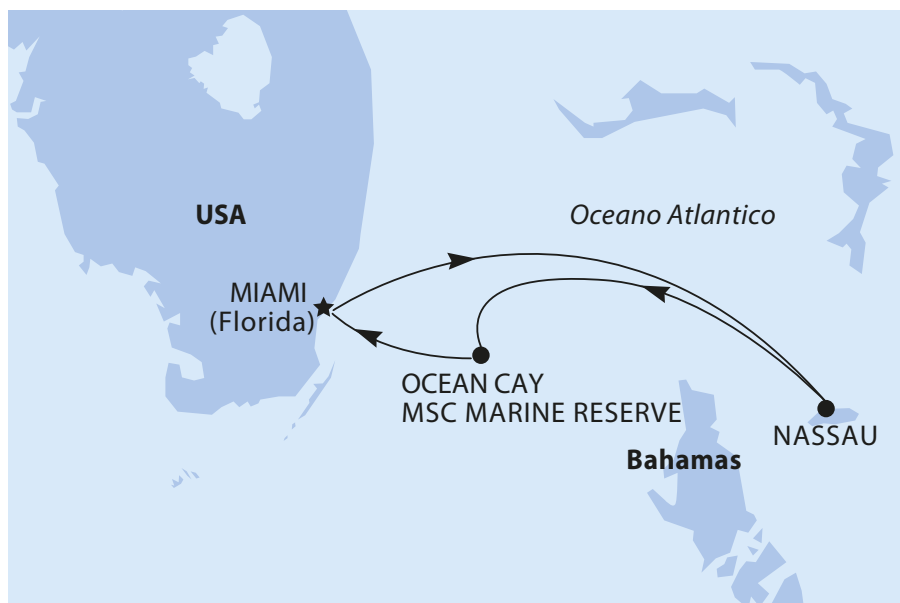 USA
Oceano Atlantico
MIAMI
(Florida)
OCEAN CAY
MSC MARINE RESERVE
NASSAU
Bahamas